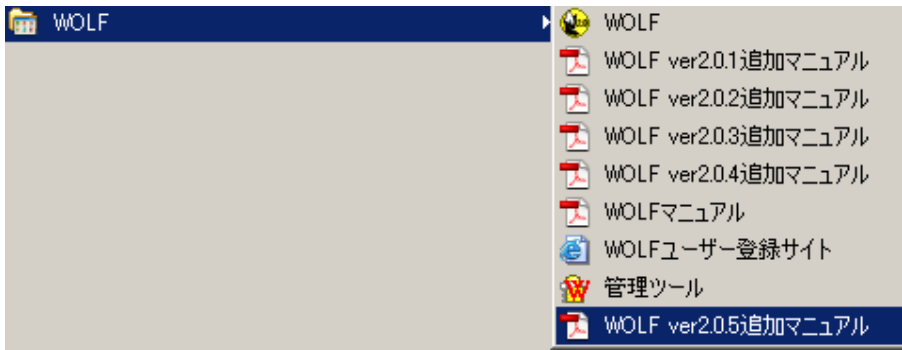 WOLF
WOLF
WOLF ver2.0.1追加マニュアル
WOLF ver2.0.2追加マニュアル
WOLF ver2.0.3追加マニュアル
WOLF ver2.0.4追加マニュアル
WOLFマニュアル
WOLFユーザー登録サイト
管理ツール
WOLF ver2.0.5追加マニュアル